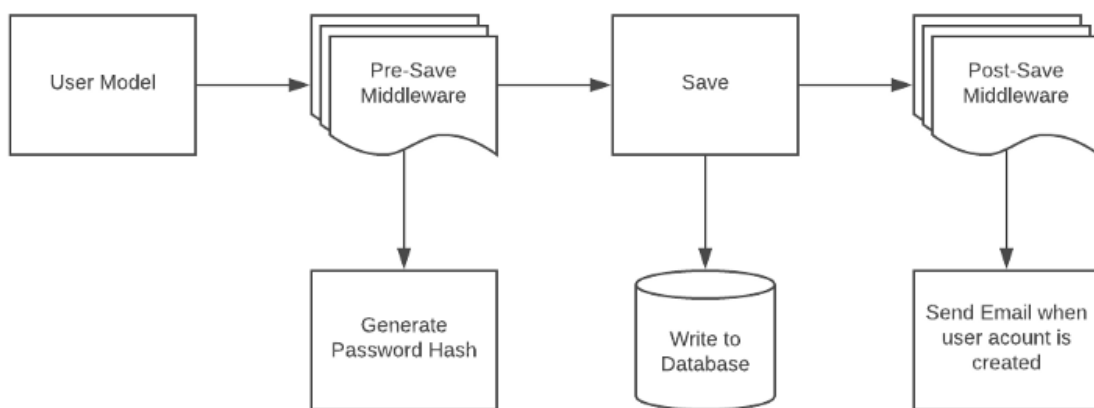 User Model
Pre-Save
Middleware
Save
Post-Save
Middleware
Generate
Password Hash
Write to
Database
Send Email when
user acount is
created